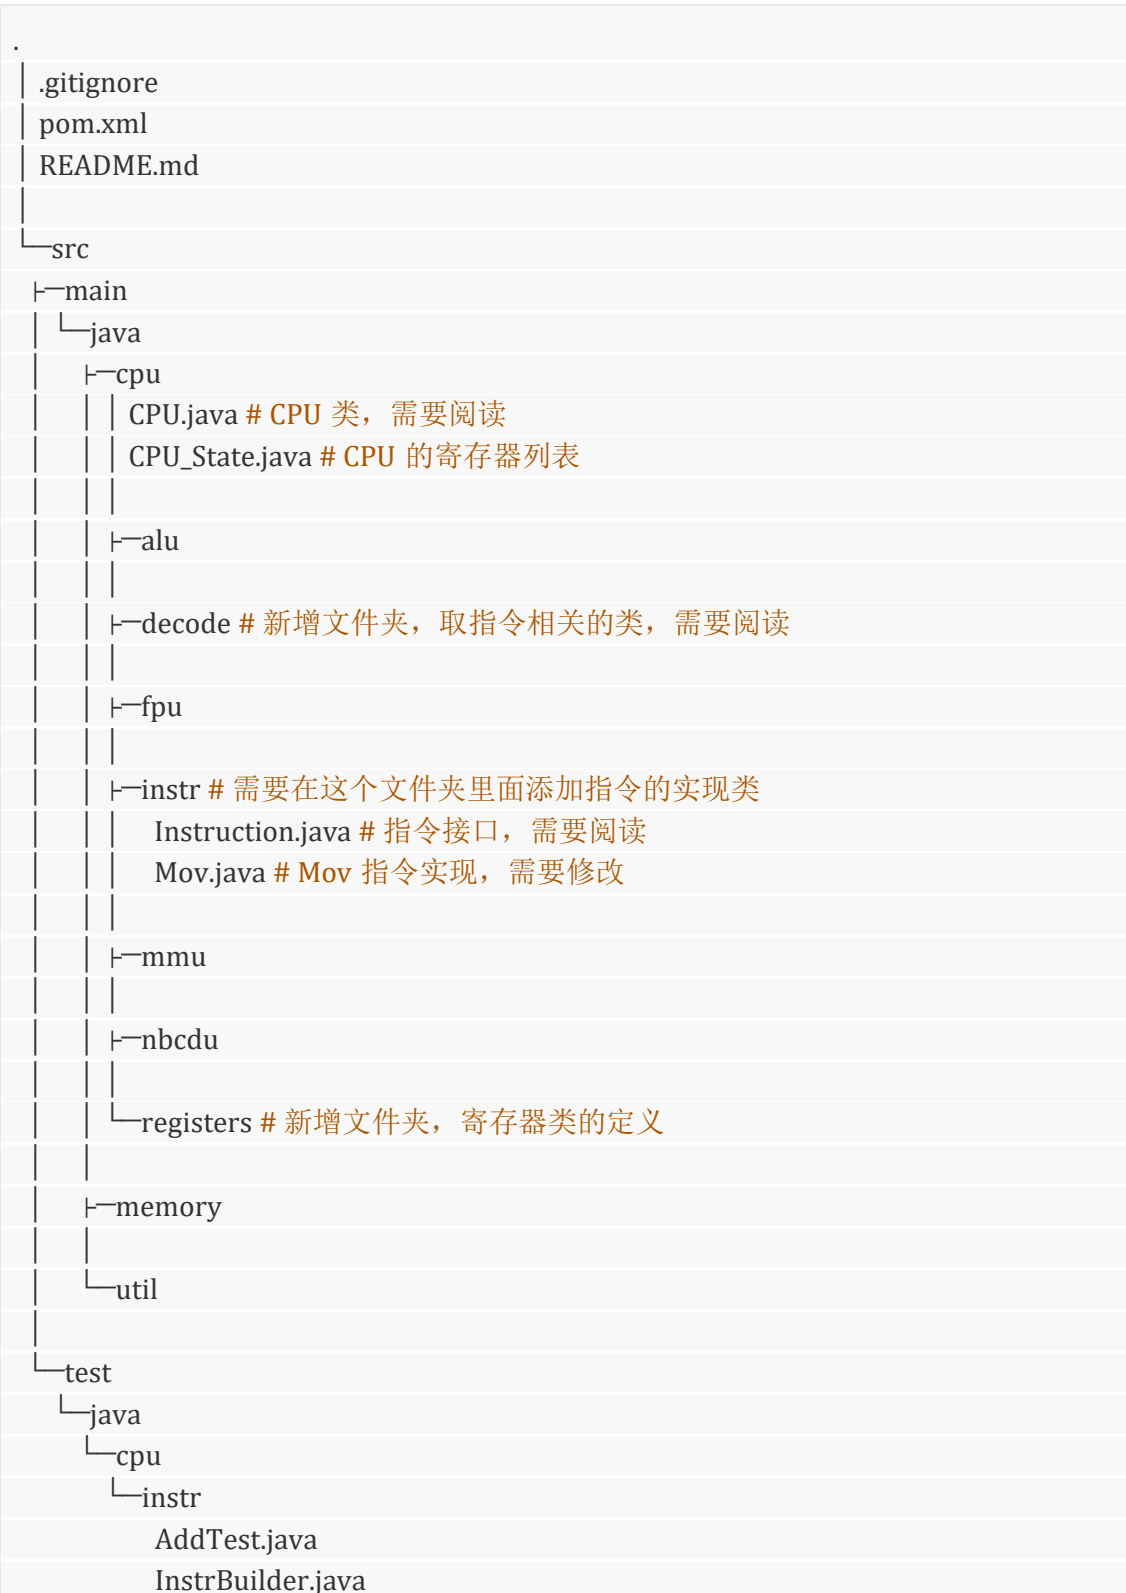 .
│ .gitignore
│ pom.xml
│ README.md
│
└─src
├─main
│ └─java
│ ├─cpu
│ │ │ CPU.java # CPU 类，需要阅读
│ │ │ CPU_State.java # CPU 的寄存器列表
│ │ │
│ │ ├─alu
│ │ │
│ │ ├─decode # 新增文件夹，取指令相关的类，需要阅读
│ │ │
│ │ ├─fpu
│ │ │
│ │ ├─instr # 需要在这个文件夹里面添加指令的实现类
│ │ │ Instruction.java # 指令接口，需要阅读
│ │ │ Mov.java # Mov 指令实现，需要修改
│ │ │
│ │ ├─mmu
│ │ │
│ │ ├─nbcdu
│ │ │
│ │ └─registers # 新增文件夹，寄存器类的定义
│ │
│ ├─memory
│ │
│ └─util
│
└─test
└─java
└─cpu
└─instr
AddTest.java
InstrBuilder.java